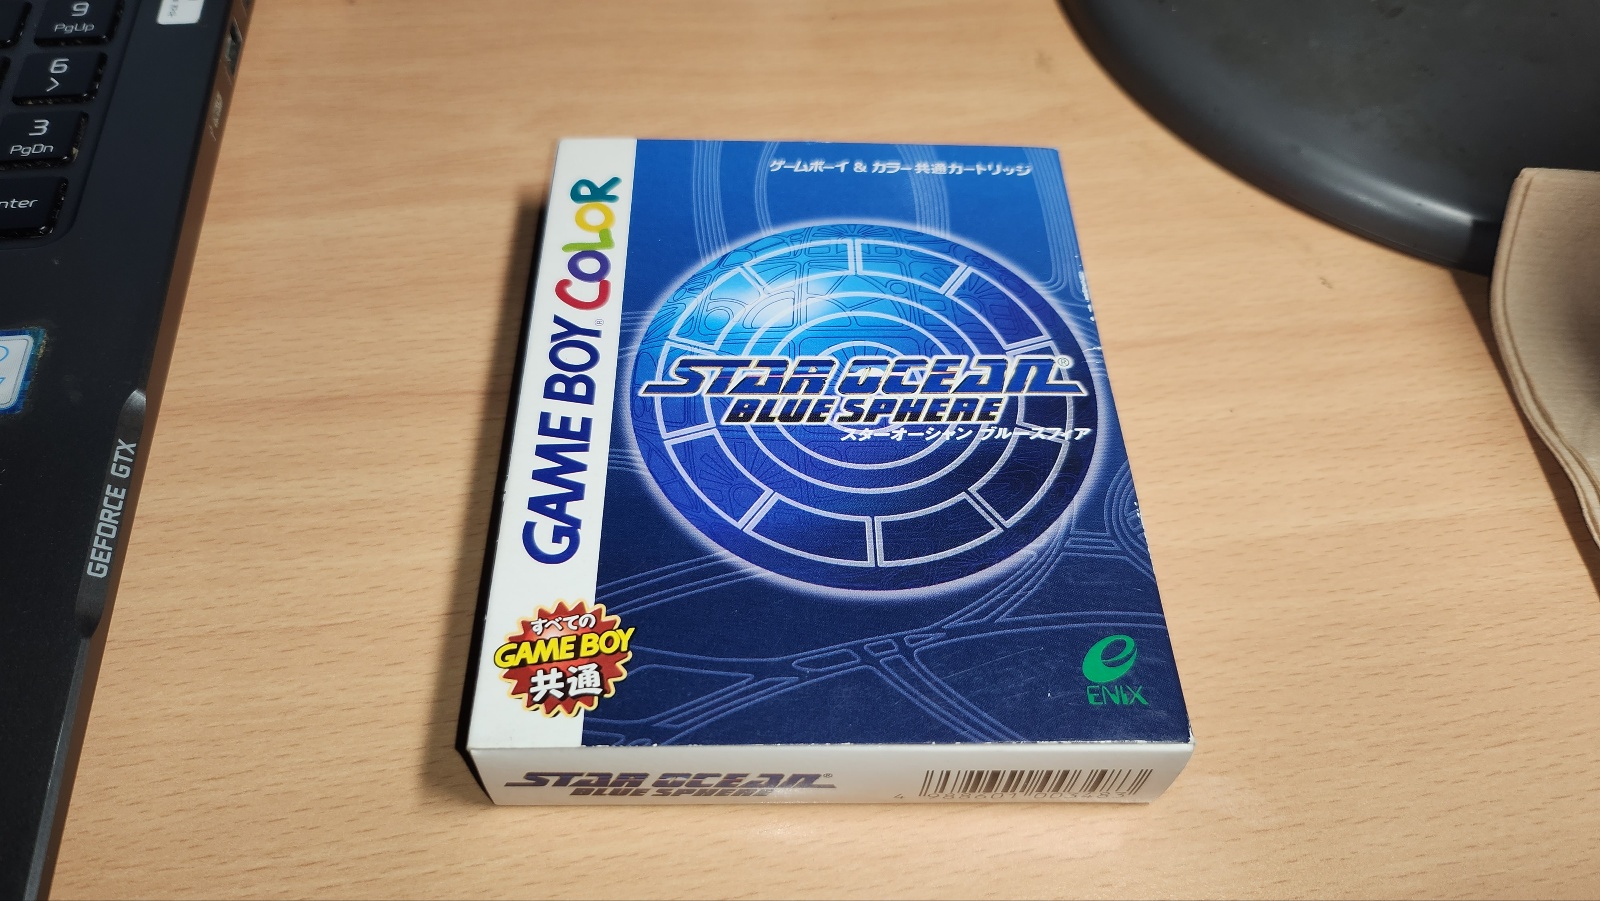 9
PgUp
6
>
3
PgDn
nter
GEFORCE GTX
ゲームボーイ & カラー共通カートリッジ
GAME BOY COLOR
STAR OCEAN®
BLUE SPHERE
スターオーシャン ブルースフィア
すべての
GAME BOY
共通
ENIX
STAR OCEAN®
BLUE SPHERE
4 988601 003483